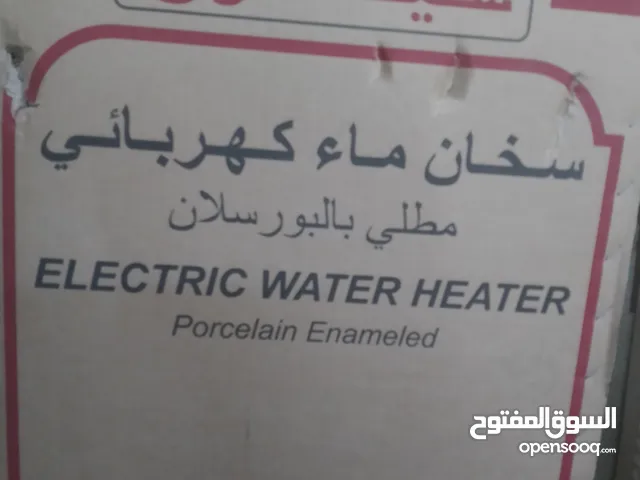 سخان ماء كهربائي
مطلي بالبورسلان
ELECTRIC WATER HEATER
Porcelain Enameled
السوق المفتوح
opensooq.com